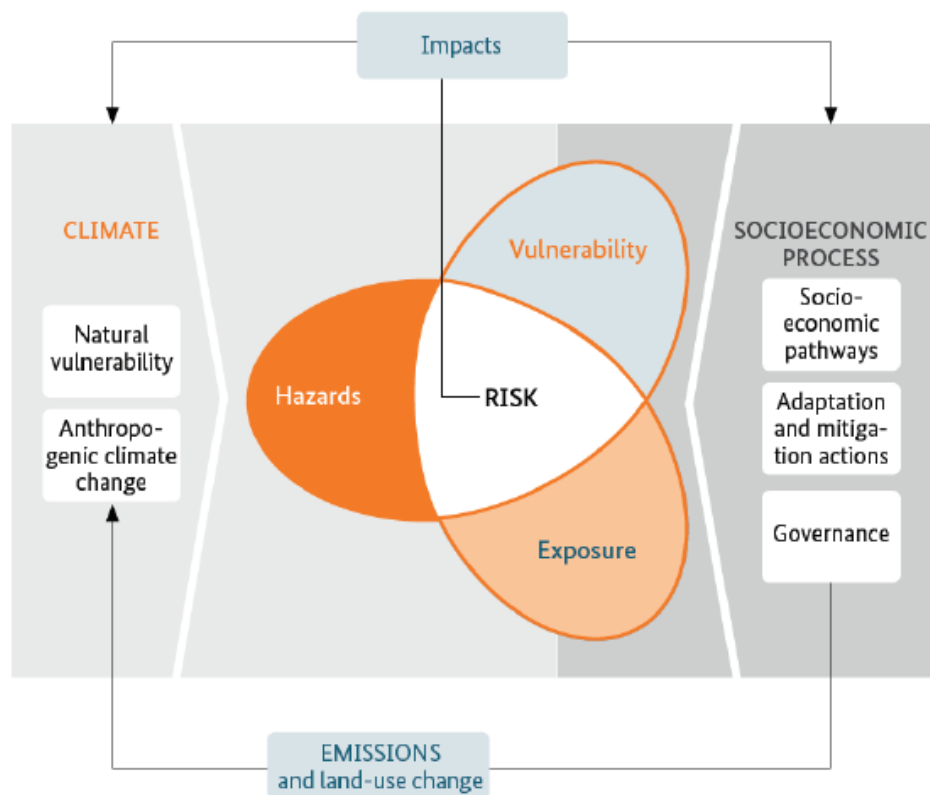 Impacts
CLIMATE
Natural
vulnerability
Anthropo-
genic climate
change
Vulnerability
Hazards
RISK
Exposure
SOCIOECONOMIC
PROCESS
Socio-
economic
pathways
Adaptation
and mitiga-
tion actions
Governance
EMISSIONS
and land-use change